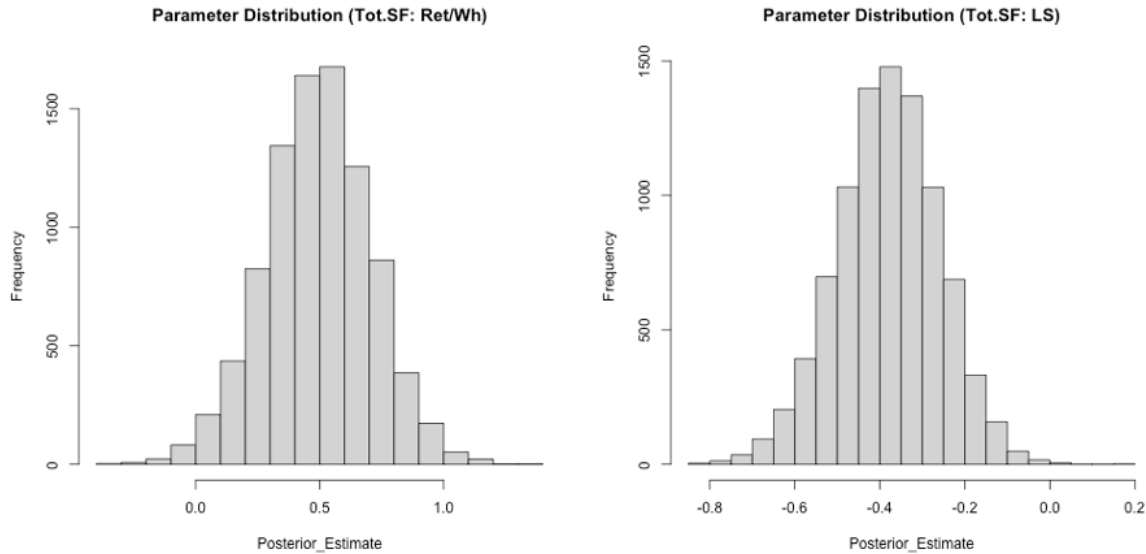 Parameter Distribution (Tot.SF: Ret/Wh)
Frequency
1500
1000
500
0
0.0 0.5 1.0
Posterior_Estimate
Parameter Distribution (Tot.SF: LS)
Frequency
1500
1000
500
0
-0.8 -0.6 -0.4 -0.2 0.0 0.2
Posterior_Estimate